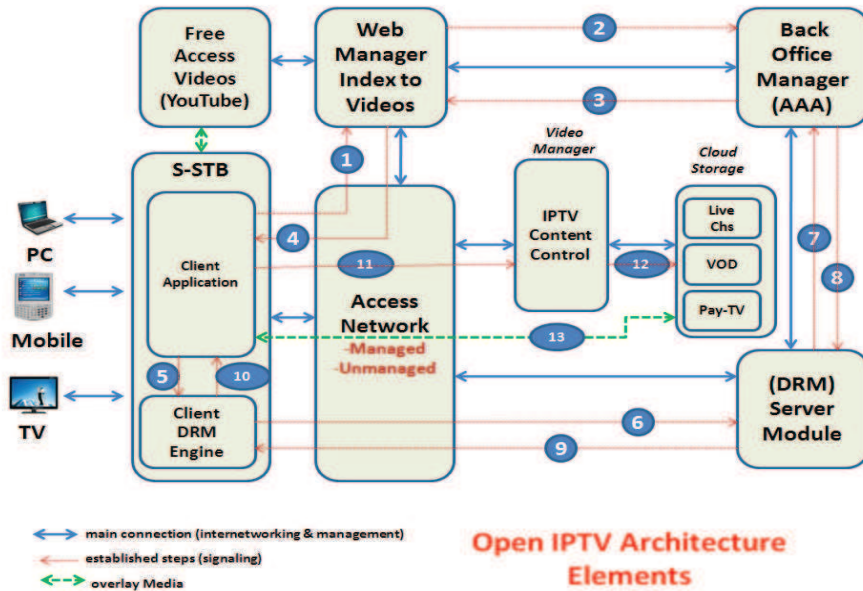 Free
Access
Videos
(YouTube)
Web
Manager
Index to
Videos
2
3
Back
Office
Manager
(AAA)
1
4
Video
Manager
IPTV
Content
Control
Cloud
Storage
Live
Chs
VOD
Pay-TV
7
8
S-STB
Client
Application
11
12
13
Access
Network
-Managed
-Unmanaged
PC
Mobile
TV
5
10
Client
DRM
Engine
6
9
(DRM)
Server
Module
main connection (internetworking & management)
established steps (signaling)
overlay Media
Open IPTV Architecture
Elements